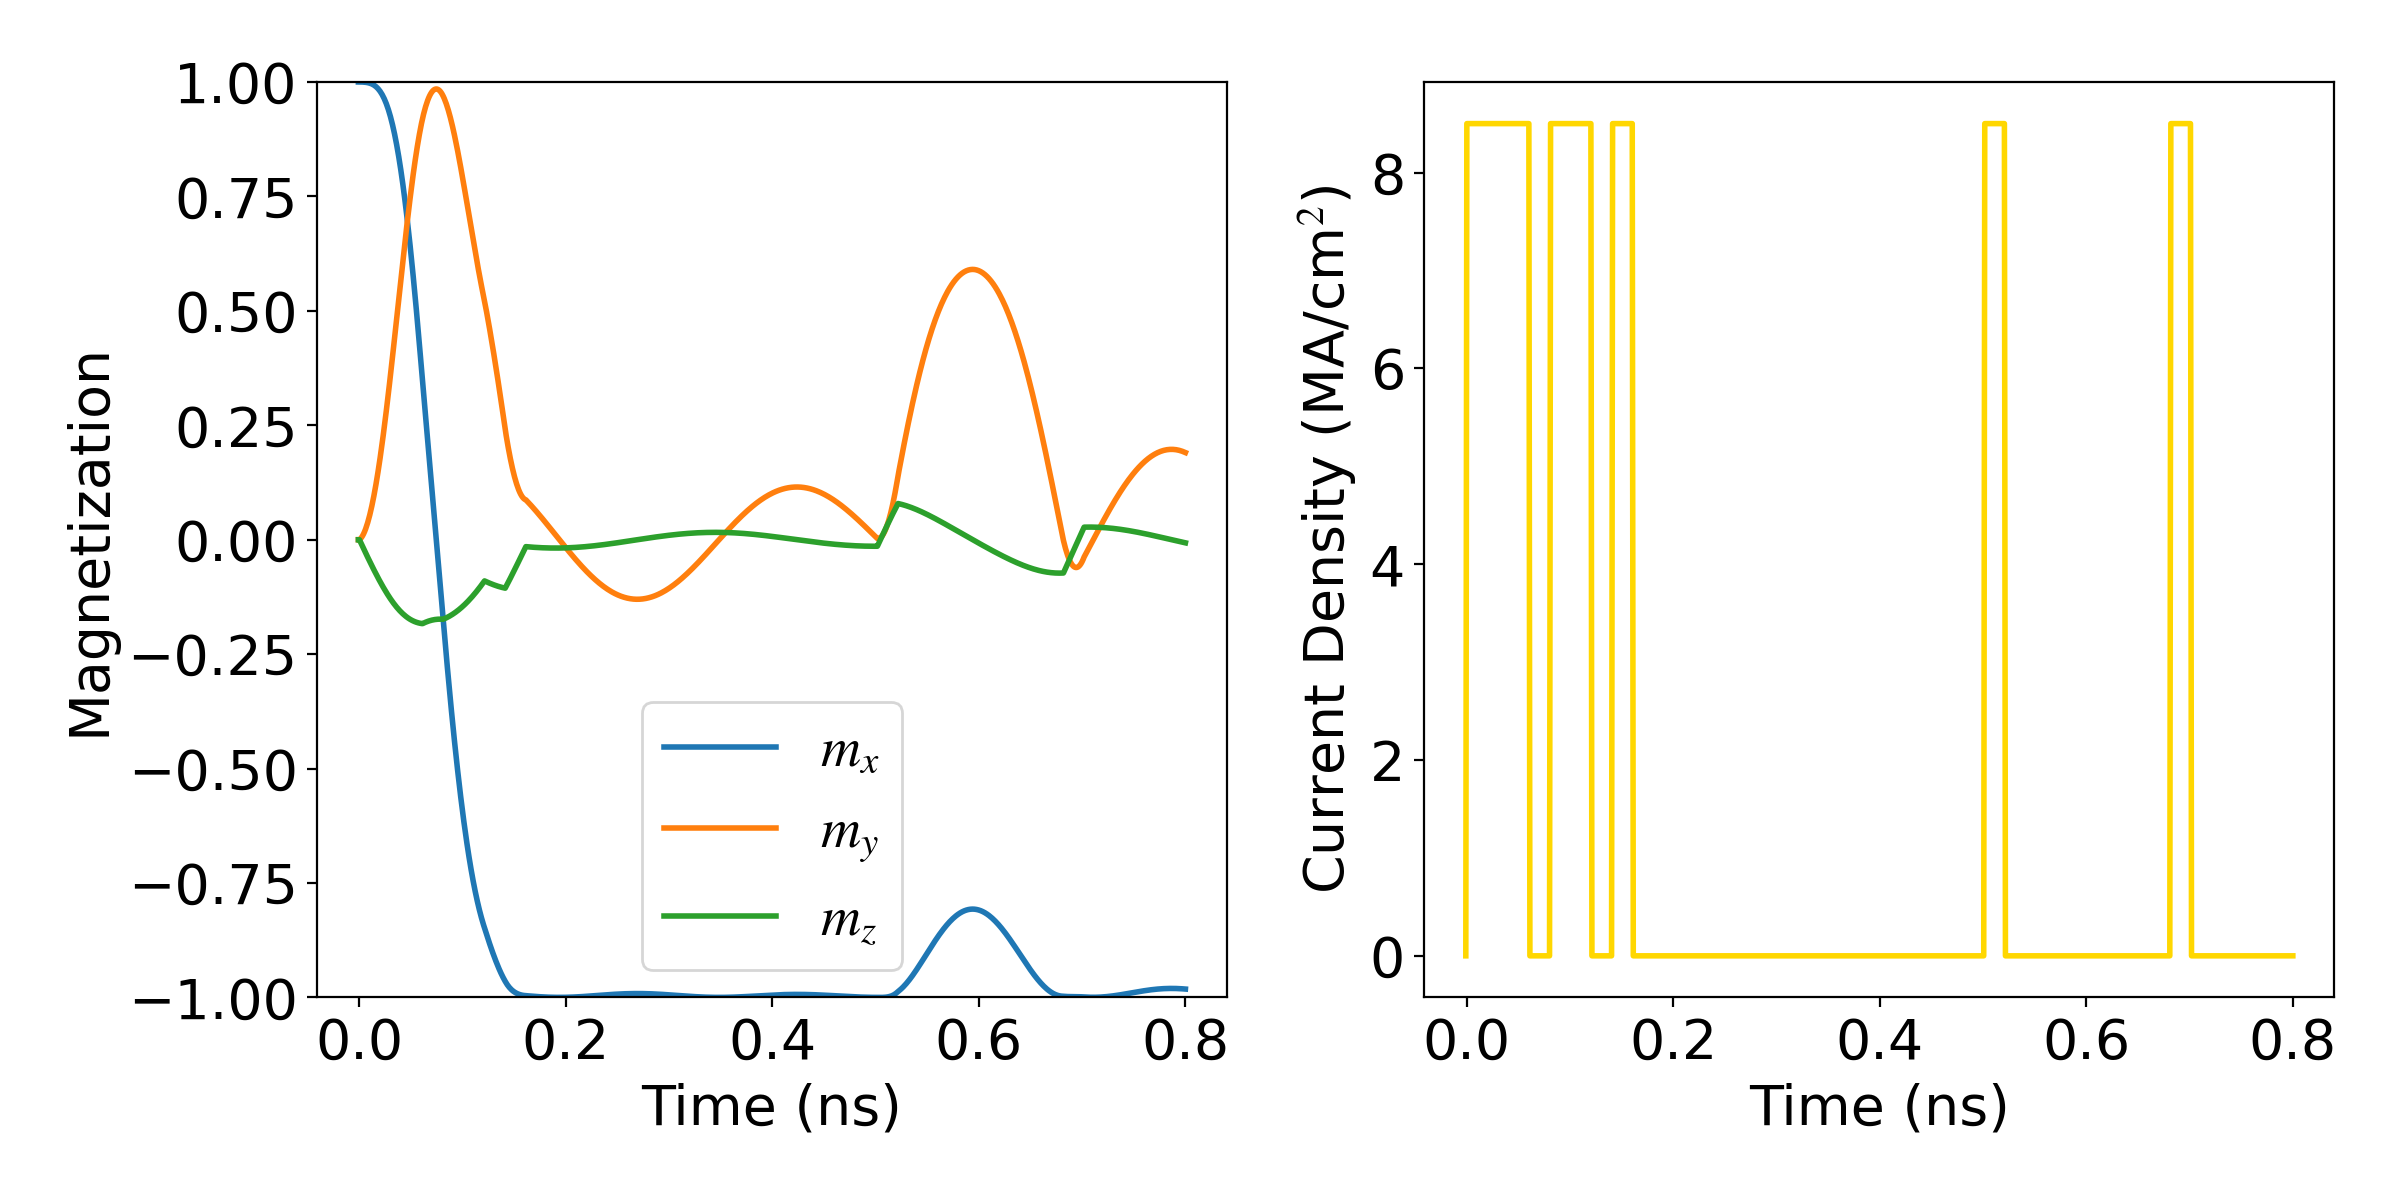 1.00
0.75
0.50
0.25
0.00
−0.25
−0.50
−0.75
−1.00
Magnetization
0.0 0.2 0.4 0.6 0.8
Time (ns)
m_x
m_y
m_z
8
6
4
2
0
Current Density (MA/cm²)
0.0 0.2 0.4 0.6 0.8
Time (ns)